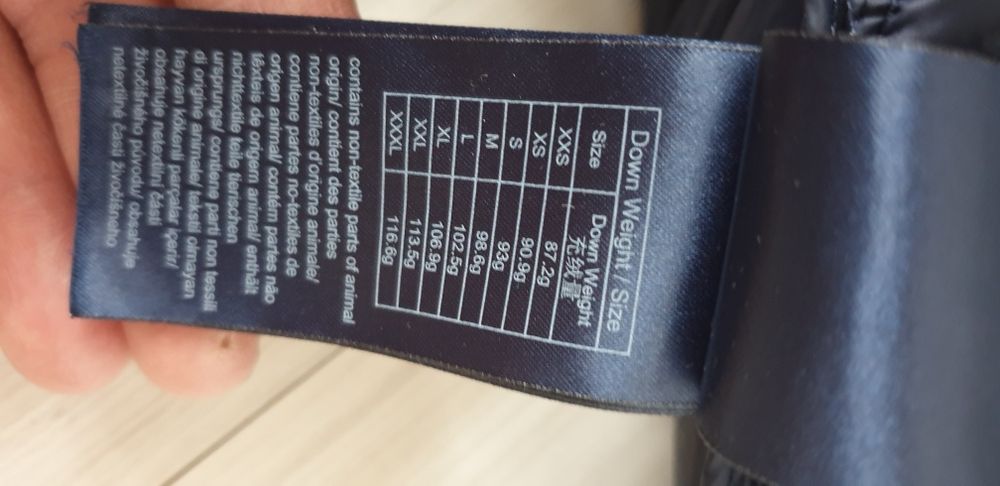 Down Weight / Size
Size Down Weight
充绒量
XXS 87.2g
XS 90.9g
S 93g
M 98.6g
L 102.5g
XL 106.9g
XXL 113.5g
XXXL 116.6g
contains non-textile parts of animal
origin/ contient des parties
non-textiles d'origine animale/
contiene partes no-textiles de
origen animal/ contém partes não
têxteis de origem animal/ enthält
nichttextile teile tierischen
ursprungs/ contiene parti non tessili
di origine animale/ tekstil olmayan
hayvan kökenli parçalar içerir/
obsahuje netextilní části
živočišného původu/ obsahuje
netextilné časti živočíšneho